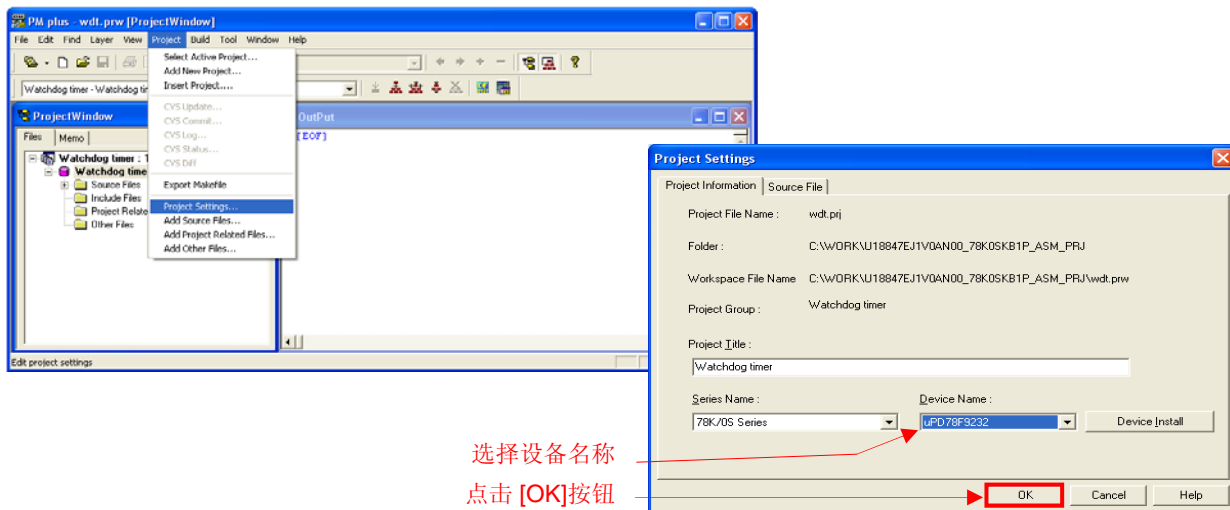 PM plus - wdt.prw [ProjectWindow]
File Edit Find Layer View Project Build Tool Window Help
Watchdog timer - Watchdog tim
Select Active Project...
Add New Project...
Insert Project....
CVS Update...
CVS Commit...
CVS Log...
CVS Status...
CVS Diff
Export Makefile
Project Settings...
Add Source Files...
Add Project Related Files...
Add Other Files...
ProjectWindow
Files Memo
Watchdog timer : 1
Watchdog time
Source Files
Include Files
Project Relate
Other Files
OutPut
[EOF]
Edit project settings
Project Settings
Project Information Source File
Project File Name : wdt.prj
Folder : C:\WORK\U18847EJ1V0AN00_78K0SKB1P_ASM_PRJ
Workspace File Name C:\WORK\U18847EJ1V0AN00_78K0SKB1P_ASM_PRJ\wdt.prw
Project Group : Watchdog timer
Project Title :
Watchdog timer
Series Name : Device Name :
78K/0S Series uPD78F9232 Device Install
选择设备名称
点击 [OK]按钮
OK Cancel Help